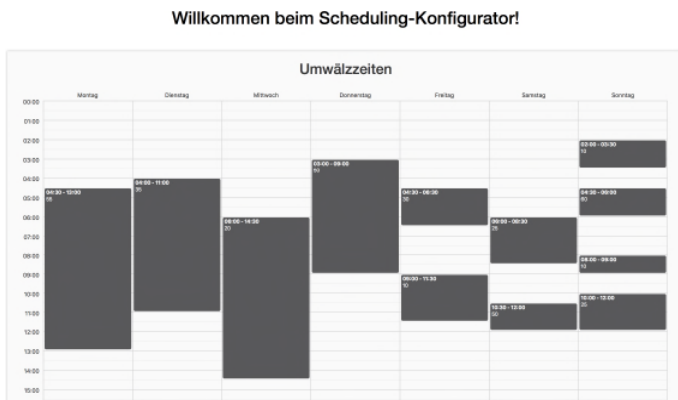 Willkommen beim Scheduling-Konfigurator!
Umwälzzeiten
Montag Dienstag Mittwoch Donnerstag Freitag Samstag Sonntag
00:00
01:00
02:00
02:00 - 03:30
10
03:00
03:00 - 09:00
50
04:00
04:00 - 11:00
35
04:30 - 13:00
55
04:30 - 06:30
30
04:30 - 06:00
60
05:00
06:00
06:00 - 14:30
20
06:00 - 08:30
25
07:00
08:00
08:00 - 09:00
10
09:00
09:00 - 11:30
10
10:00
10:00 - 12:00
25
10:30 - 12:00
50
11:00
12:00
13:00
14:00
15:00